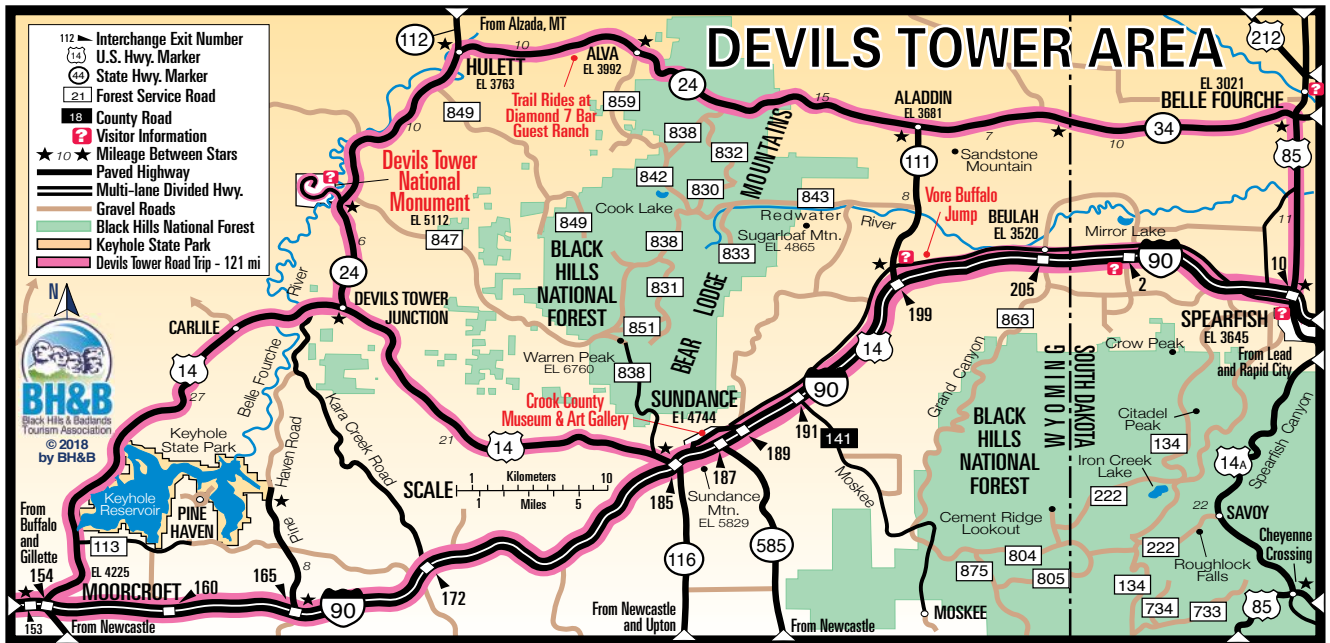 DEVILS TOWER AREA
112 Interchange Exit Number
14 U.S. Hwy. Marker
44 State Hwy. Marker
21 Forest Service Road
18 County Road
? Visitor Information
★ 10 ★ Mileage Between Stars
Paved Highway
Multi-lane Divided Hwy.
Gravel Roads
Black Hills National Forest
Keyhole State Park
Devils Tower Road Trip - 121 mi
N
BH&B
Black Hills & Badlands
Tourism Association
© 2018
by BH&B
From Alzada, MT
112
HULETT
EL 3763
10
ALVA
EL 3992
24
15
Trail Rides at
Diamond 7 Bar
Guest Ranch
849
859
838
832
842
830
10
Devils Tower
National
Monument
EL 5112
?
847
6
24
Cook Lake
849
838
833
831
851
838
BLACK
HILLS
NATIONAL
FOREST
BEAR
LODGE
MOUNTAINS
Warren Peak
EL 6760
ALADDIN
EL 3681
111
8
7
10
34
Sandstone
Mountain
843
Redwater
River
Sugarloaf Mtn.
EL 4865
Vore Buffalo
Jump
?
BEULAH
EL 3520
Mirror Lake
212
EL 3021
BELLE FOURCHE
?
85
11
90
205
?
2
10
199
SPEARFISH
EL 3645
?
From Lead
and Rapid City
863
Crow Peak
WYOMING
SOUTH DAKOTA
CARLILE
DEVILS TOWER
JUNCTION
14
27
Belle Fourche
River
Kara Creek Road
21
14
Crook County
Museum & Art Gallery
SUNDANCE
El 4744
14
90
191
189
187
185
141
Moskee
Grand Canyon
BLACK
HILLS
NATIONAL
FOREST
Citadel
Peak
134
Iron Creek
Lake
222
14A
Spearfish Canyon
22
SAVOY
SCALE
Kilometers
1 10
1 5
Miles
Sundance
Mtn.
EL 5829
Keyhole
State Park
Keyhole
Reservoir
PINE
HAVEN
Pine
Haven Road
8
113
From
Buffalo
and
Gillette
154
EL 4225
MOORCROFT
160
165
90
172
153
From Newcastle
116
585
From Newcastle
and Upton
From Newcastle
MOSKEE
Cement Ridge
Lookout
875
804
805
222
134
734
733
Roughlock
Falls
Cheyenne
Crossing
85